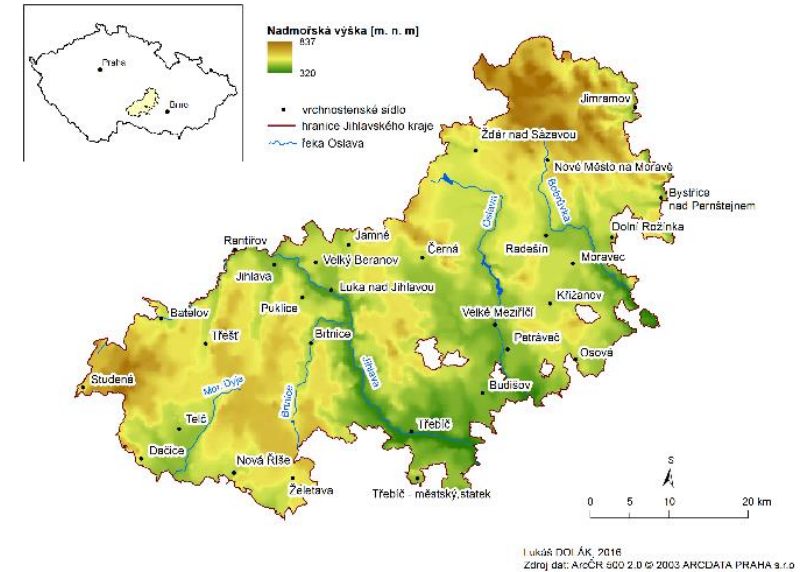 Praha
Brno
Nadmořská výška [m. n. m]
837
320
vrchnostenské sídlo
hranice Jihlavského kraje
řeka Oslava
Jimramov
Žďár nad Sázavou
Nové Město na Moravě
Bystřice
nad Pernštejnem
Bobrůvka
Oslava
Dolní Rožínka
Rantířov
Jamné
Černá
Radešín
Moravec
Velký Beranov
Jihlava
Luka nad Jihlavou
Křižanov
Puklice
Batelov
Velké Meziříčí
Třešť
Brtnice
Petráveč
Osová
Jihlava
Studená
Mor. Dyje
Brtnice
Budišov
Telč
Třebíč
Dačice
Nová Říše
Želetava
Třebíč - městský statek
S
0 5 10 20 km
Lukáš DOLÁK, 2016
Zdroj dat: ArcČR 500 2.0 © 2003 ARCDATA PRAHA s.r.o